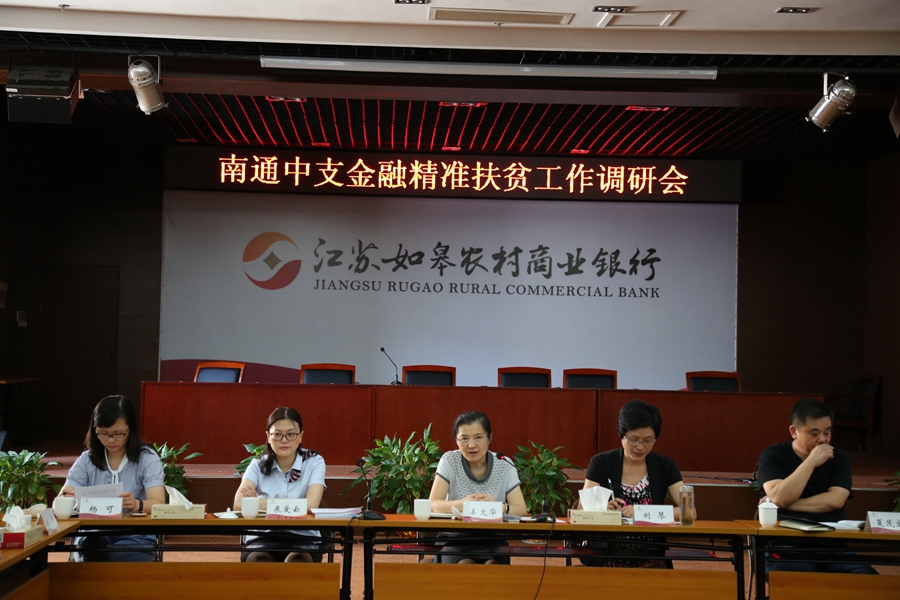 南通中支金融精准扶贫工作调研会
江苏如皋农村商业银行
JIANGSU RUGAO RURAL COMMERCIAL BANK
杨可
吴爱云
文华
刘琴